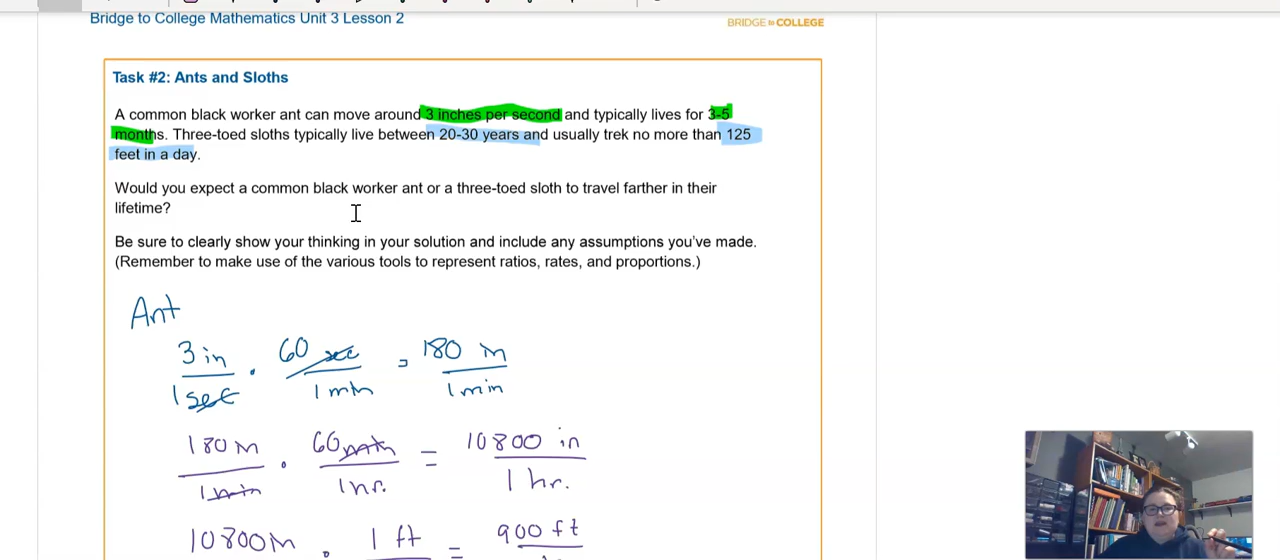 Bridge to College Mathematics Unit 3 Lesson 2
BRIDGE to COLLEGE
Task #2: Ants and Sloths
A common black worker ant can move around 3 inches per second and typically lives for 3-5
months. Three-toed sloths typically live between 20-30 years and usually trek no more than 125
feet in a day.
Would you expect a common black worker ant or a three-toed sloth to travel farther in their
lifetime?
Be sure to clearly show your thinking in your solution and include any assumptions you've made.
(Remember to make use of the various tools to represent ratios, rates, and proportions.)
Ant
3 in / 1 sec · 60 sec / 1 min = 180 in / 1 min
180 in / 1 min · 60 min / 1 hr. = 10800 in / 1 hr.
10800 in · 1 ft = 900 ft